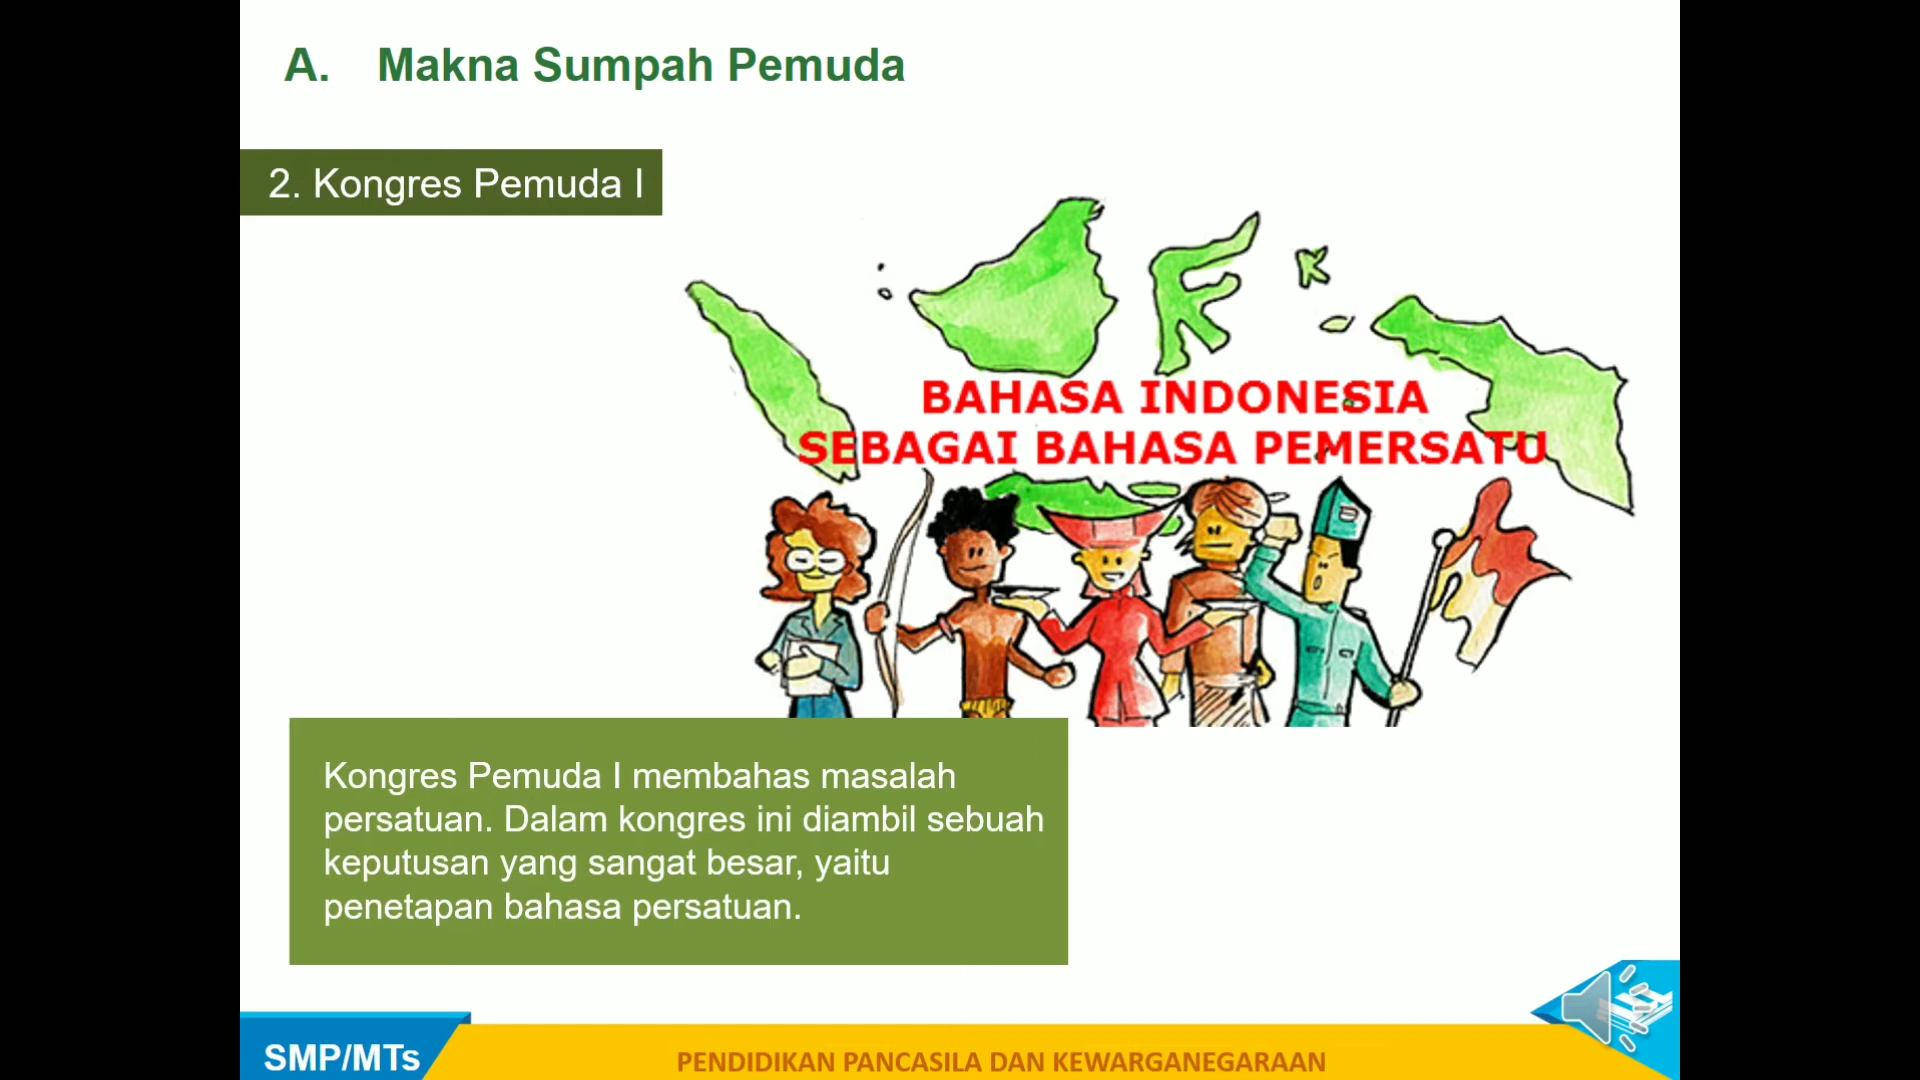 A. Makna Sumpah Pemuda
2. Kongres Pemuda I
BAHASA INDONESIA
SEBAGAI BAHASA PEMERSATU
Kongres Pemuda I membahas masalah
persatuan. Dalam kongres ini diambil sebuah
keputusan yang sangat besar, yaitu
penetapan bahasa persatuan.
SMP/MTs
PENDIDIKAN PANCASILA DAN KEWARGANEGARAAN